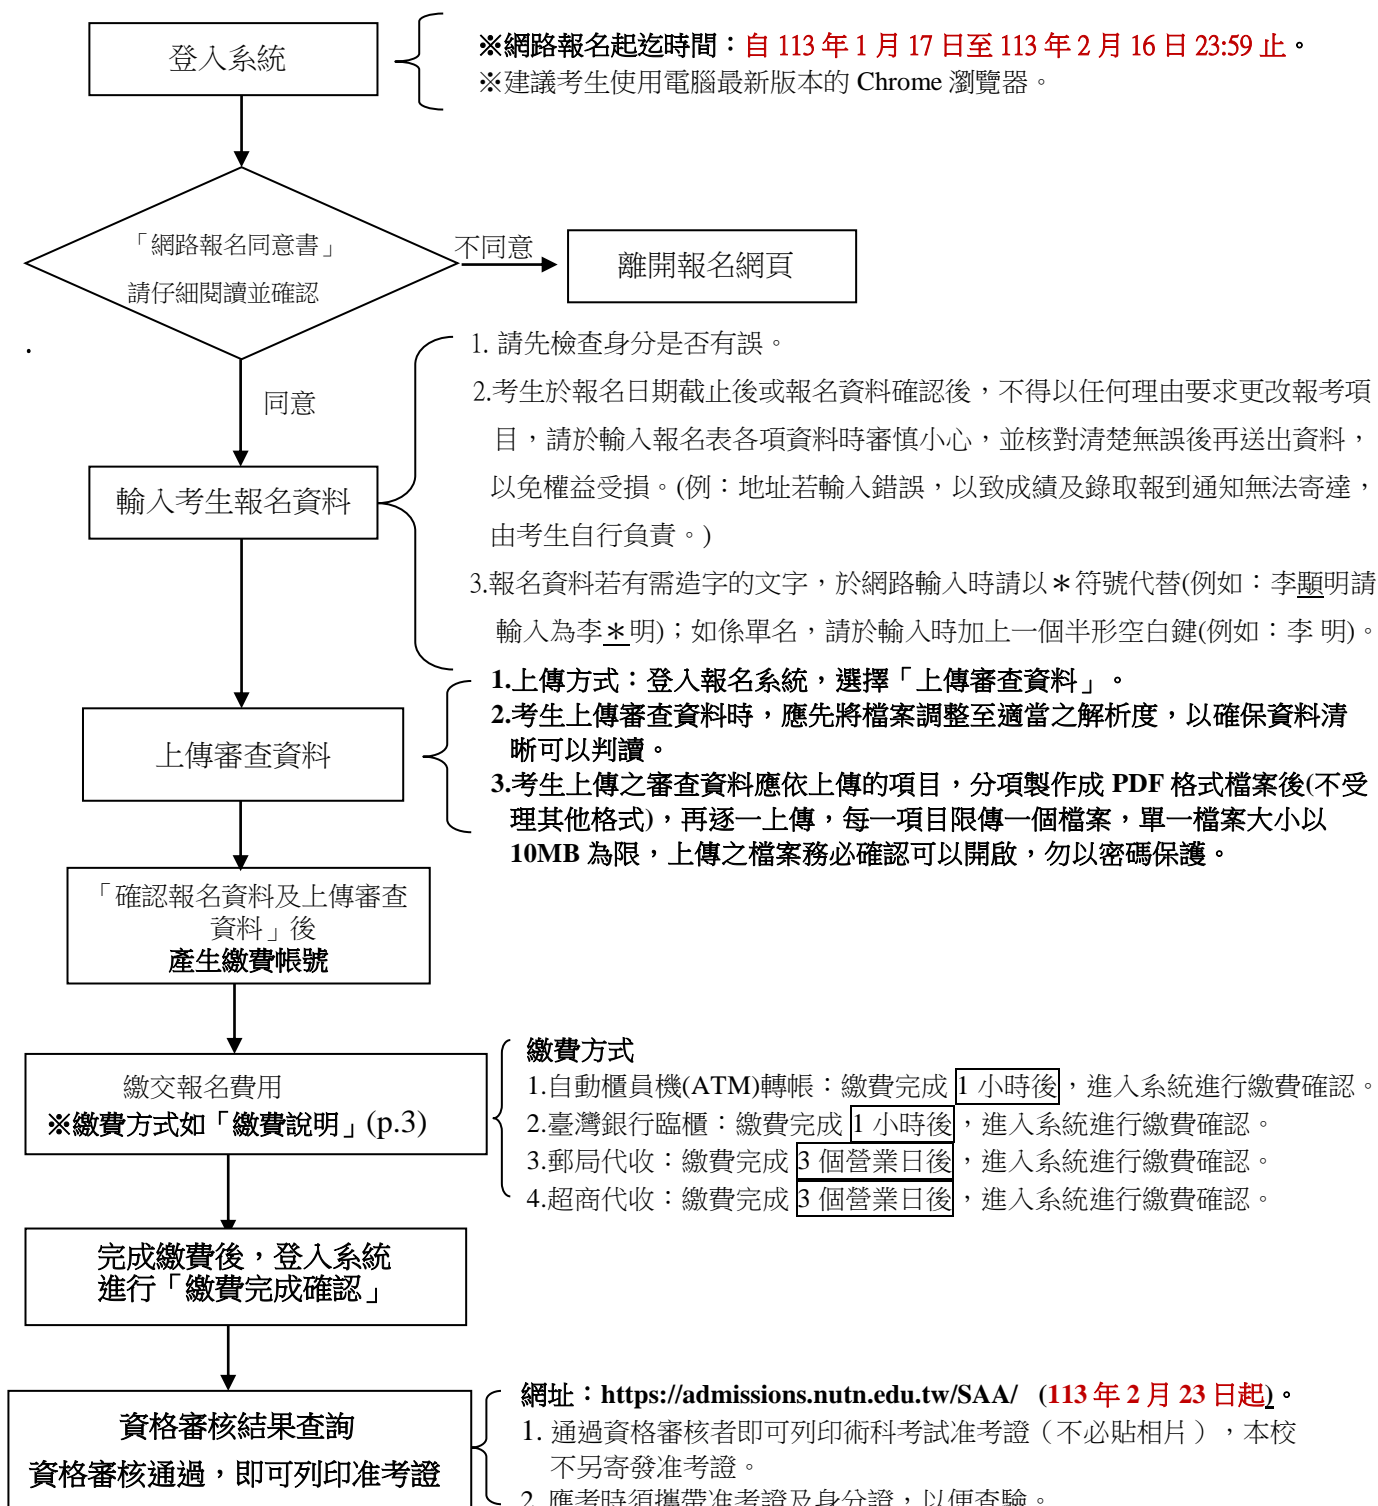 登入系統
※網路報名起迄時間：自 113 年 1 月 17 日至 113 年 2 月 16 日 23:59 止。
※建議考生使用電腦最新版本的 Chrome 瀏覽器。
「網路報名同意書」
請仔細閱讀並確認
不同意
離開報名網頁
同意
輸入考生報名資料
1. 請先檢查身分是否有誤。
2.考生於報名日期截止後或報名資料確認後，不得以任何理由要求更改報考項
目，請於輸入報名表各項資料時審慎小心，並核對清楚無誤後再送出資料，
以免權益受損。(例：地址若輸入錯誤，以致成績及錄取報到通知無法寄達，
由考生自行負責。)
3.報名資料若有需造字的文字，於網路輸入時請以＊符號代替(例如：李顯明請
輸入為李＊明)；如係單名，請於輸入時加上一個半形空白鍵(例如：李 明)。
上傳審查資料
1.上傳方式：登入報名系統，選擇「上傳審查資料」。
2.考生上傳審查資料時，應先將檔案調整至適當之解析度，以確保資料清
晰可以判讀。
3.考生上傳之審查資料應依上傳的項目，分項製作成 PDF 格式檔案後(不受
理其他格式)，再逐一上傳，每一項目限傳一個檔案，單一檔案大小以
10MB 為限，上傳之檔案務必確認可以開啟，勿以密碼保護。
「確認報名資料及上傳審查
資料」後
產生繳費帳號
繳交報名費用
※繳費方式如「繳費說明」(p.3)
繳費方式
1.自動櫃員機(ATM)轉帳：繳費完成 1 小時後，進入系統進行繳費確認。
2.臺灣銀行臨櫃：繳費完成 1 小時後，進入系統進行繳費確認。
3.郵局代收：繳費完成 3 個營業日後，進入系統進行繳費確認。
4.超商代收：繳費完成 3 個營業日後，進入系統進行繳費確認。
完成繳費後，登入系統
進行「繳費完成確認」
資格審核結果查詢
資格審核通過，即可列印准考證
網址：https://admissions.nutn.edu.tw/SAA/ (113 年 2 月 23 日起)。
1. 通過資格審核者即可列印術科考試准考證（不必貼相片），本校
不另寄發准考證。
2. 應考時須攜帶准考證及身分證，以便查驗。